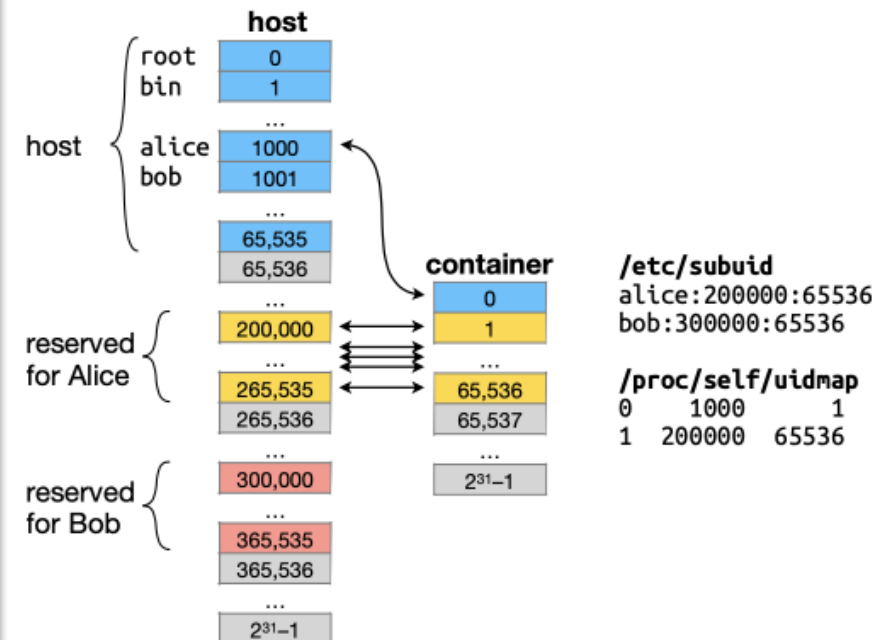 host
root 0
bin 1
...
host
alice 1000
bob 1001
...
65,535
65,536
...
reserved
for Alice
200,000
...
265,535
265,536
...
reserved
for Bob
300,000
...
365,535
365,536
...
2³¹–1
container
0
1
...
65,536
65,537
...
2³¹–1
/etc/subuid
alice:200000:65536
bob:300000:65536
/proc/self/uidmap
0 1000 1
1 200000 65536